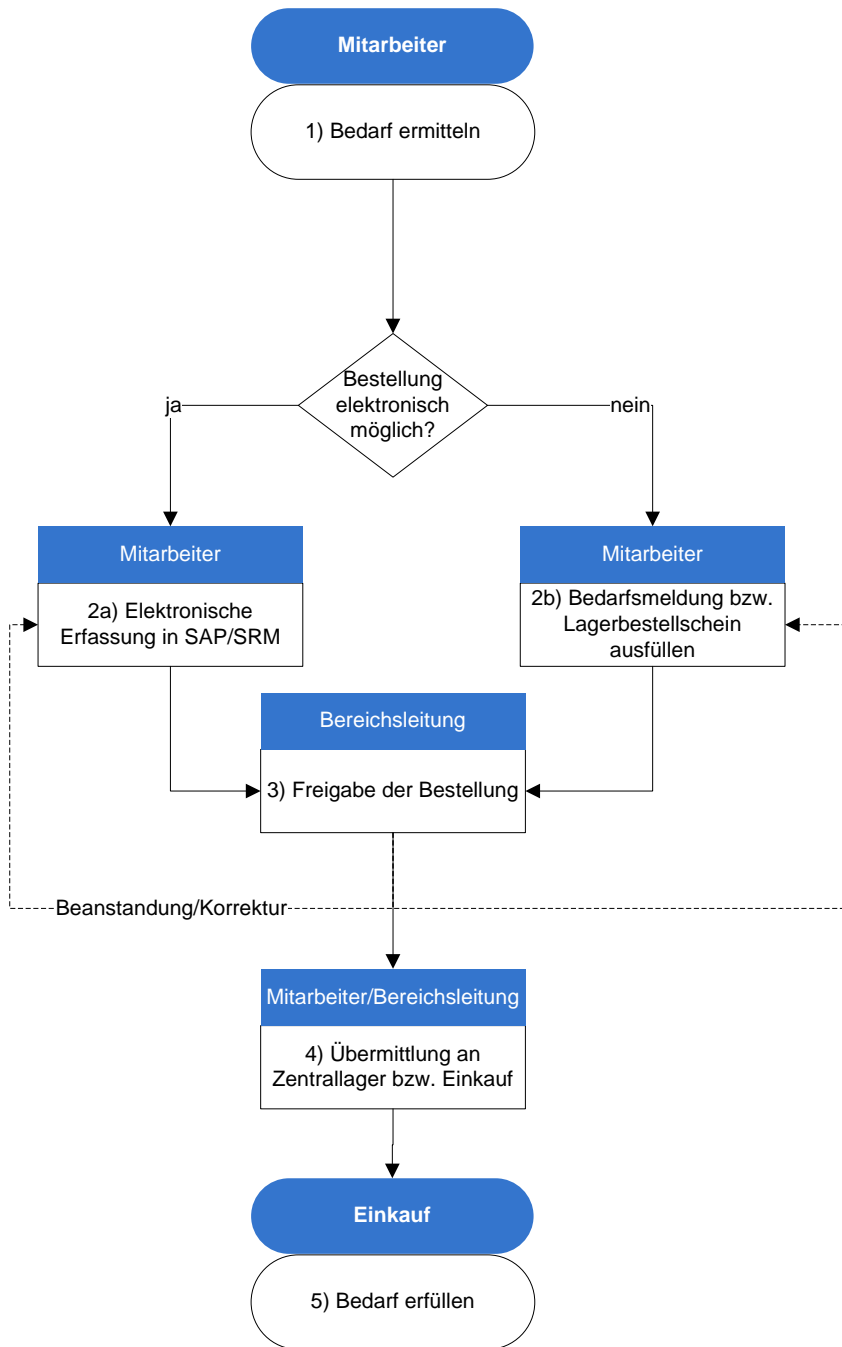 Mitarbeiter
1) Bedarf ermitteln
Bestellung
elektronisch
möglich?
ja
nein
Mitarbeiter
2a) Elektronische
Erfassung in SAP/SRM
Mitarbeiter
2b) Bedarfsmeldung bzw.
Lagerbestellschein
ausfüllen
Bereichsleitung
3) Freigabe der Bestellung
Beanstandung/Korrektur
Mitarbeiter/Bereichsleitung
4) Übermittlung an
Zentrallager bzw. Einkauf
Einkauf
5) Bedarf erfüllen